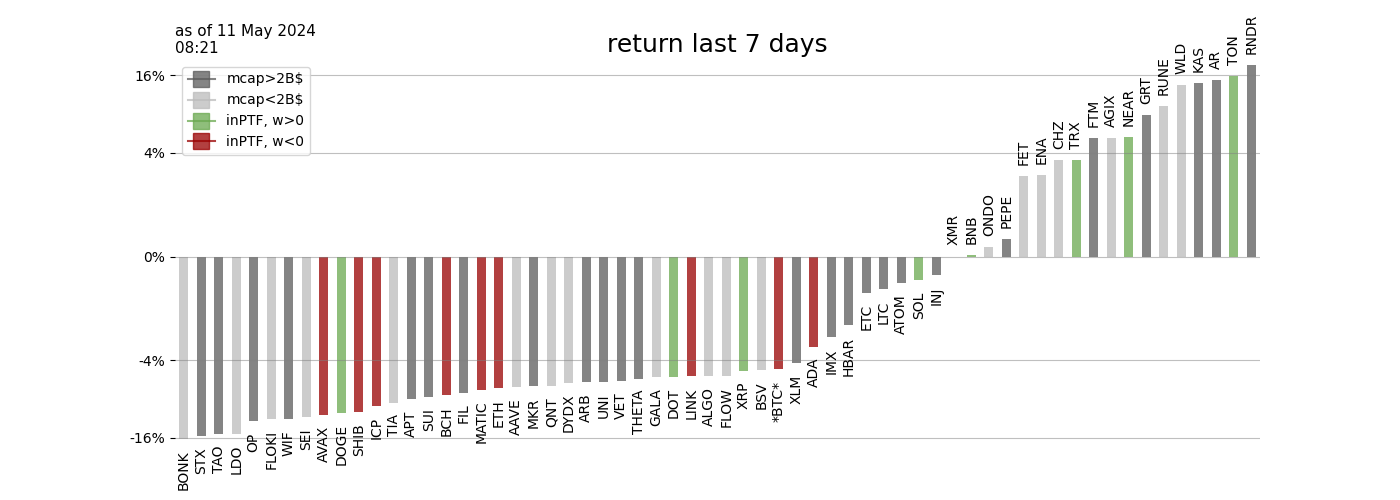 as of 11 May 2024
08:21
return last 7 days
mcap>2B$
mcap<2B$
inPTF, w>0
inPTF, w<0
16%
4%
0%
-4%
-16%
BONK
STX
TAO
LDO
OP
FLOKI
WIF
SEI
AVAX
DOGE
SHIB
ICP
TIA
APT
SUI
BCH
FIL
MATIC
ETH
AAVE
MKR
QNT
DYDX
ARB
UNI
VET
THETA
GALA
DOT
LINK
ALGO
FLOW
XRP
BSV
*BTC*
XLM
ADA
IMX
HBAR
ETC
LTC
ATOM
SOL
INJ
XMR
BNB
ONDO
PEPE
FET
ENA
CHZ
TRX
FTM
AGIX
NEAR
GRT
RUNE
WLD
KAS
AR
TON
RNDR